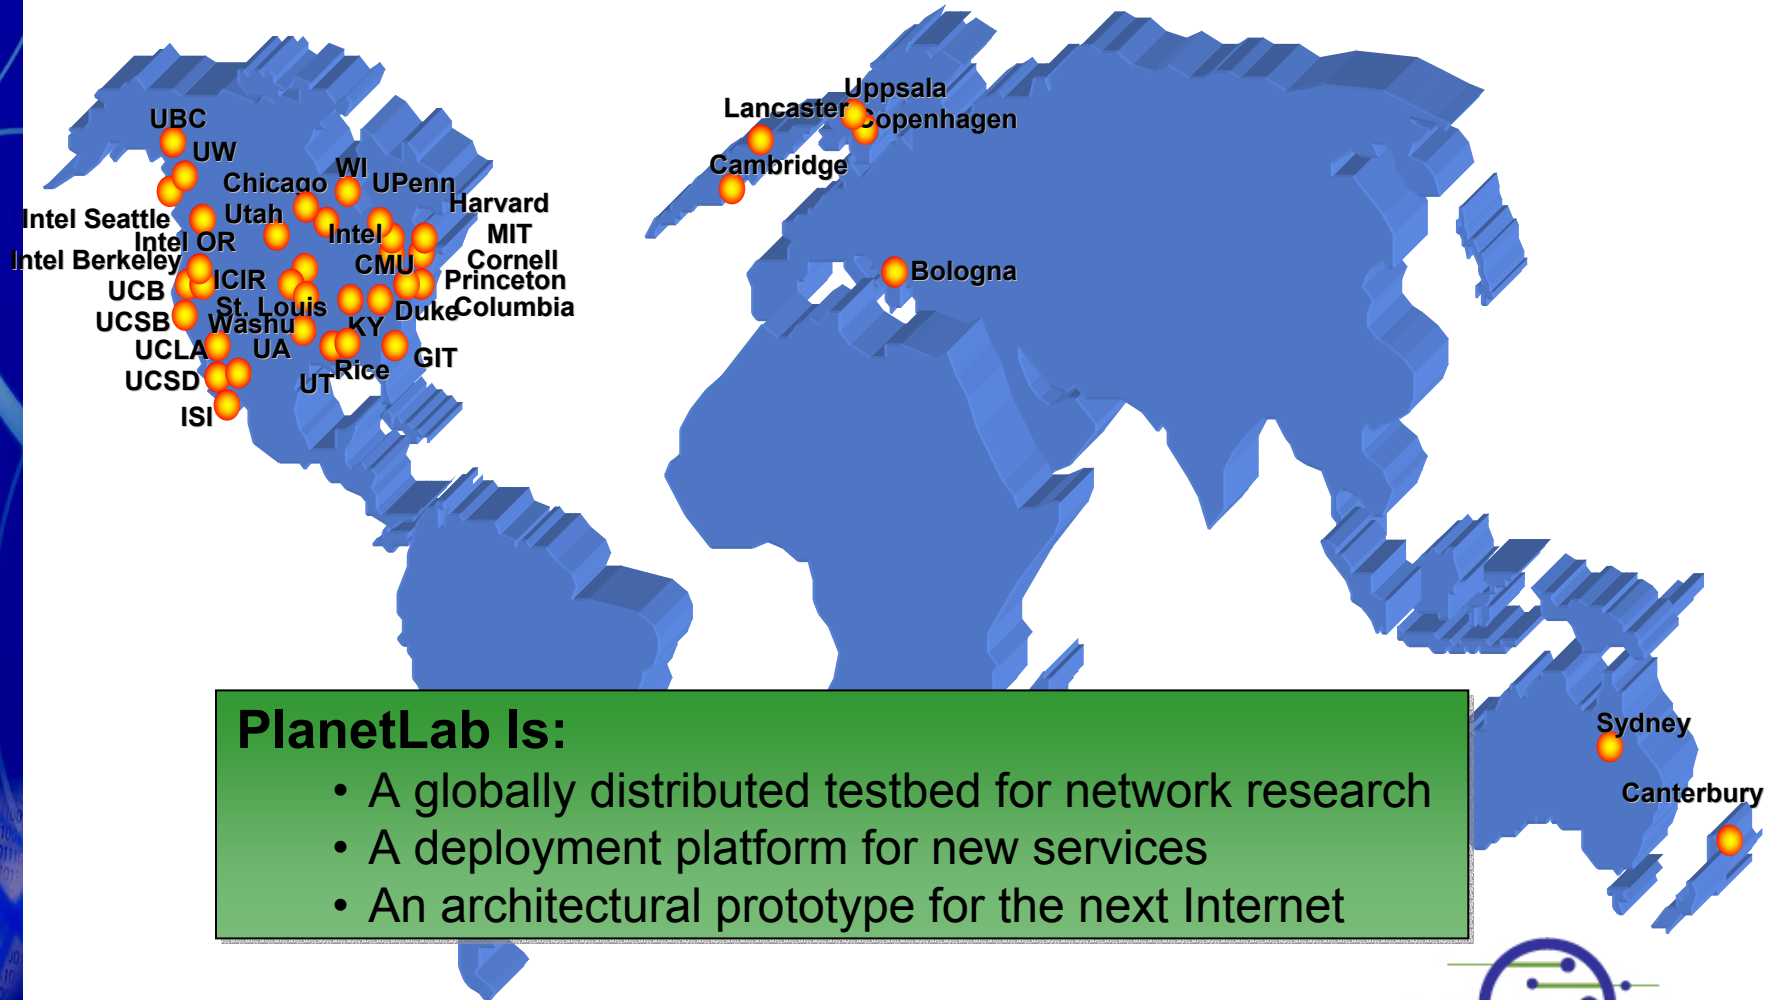 Uppsala
Lancaster
Copenhagen
UBC
UW
Cambridge
WI
Chicago
UPenn
Harvard
Intel Seattle
Utah
Intel
MIT
Intel OR
Intel Berkeley
CMU
Cornell
Bologna
ICIR
Princeton
UCB
St. Louis
Duke
Columbia
UCSB
Washu
KY
UCLA
UA
GIT
UCSD
UT
Rice
ISI
Sydney
Canterbury
PlanetLab Is:
• A globally distributed testbed for network research
• A deployment platform for new services
• An architectural prototype for the next Internet